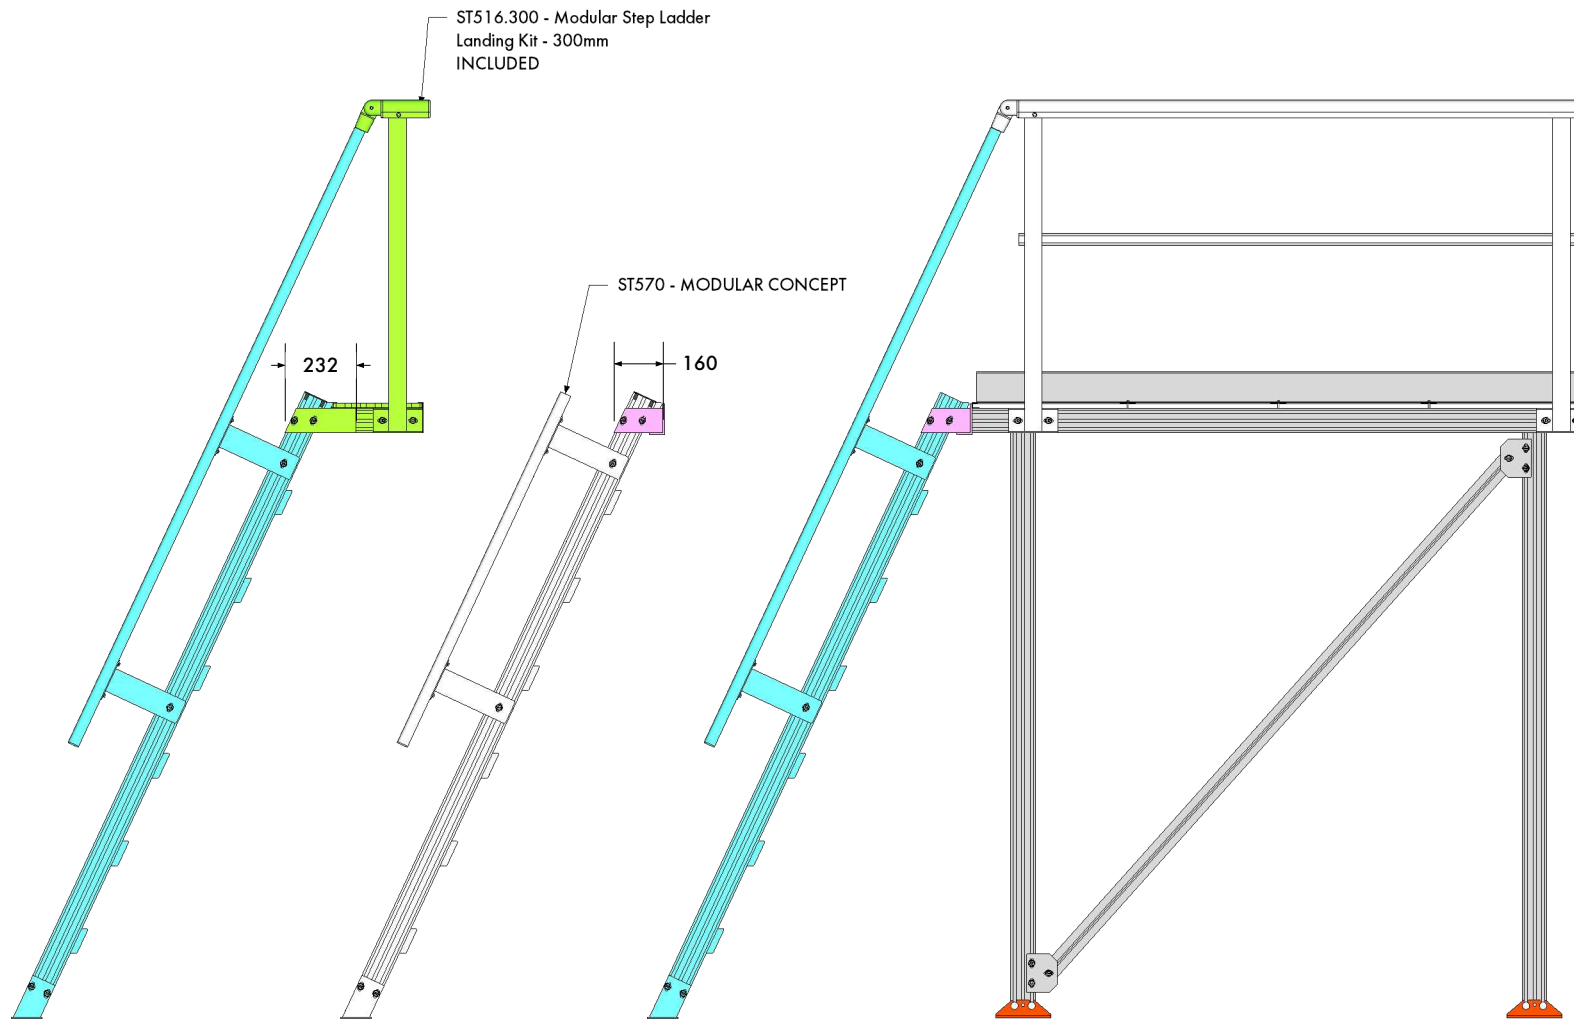 ST516.300 - Modular Step Ladder
Landing Kit - 300mm
INCLUDED
ST570 - MODULAR CONCEPT
232
160